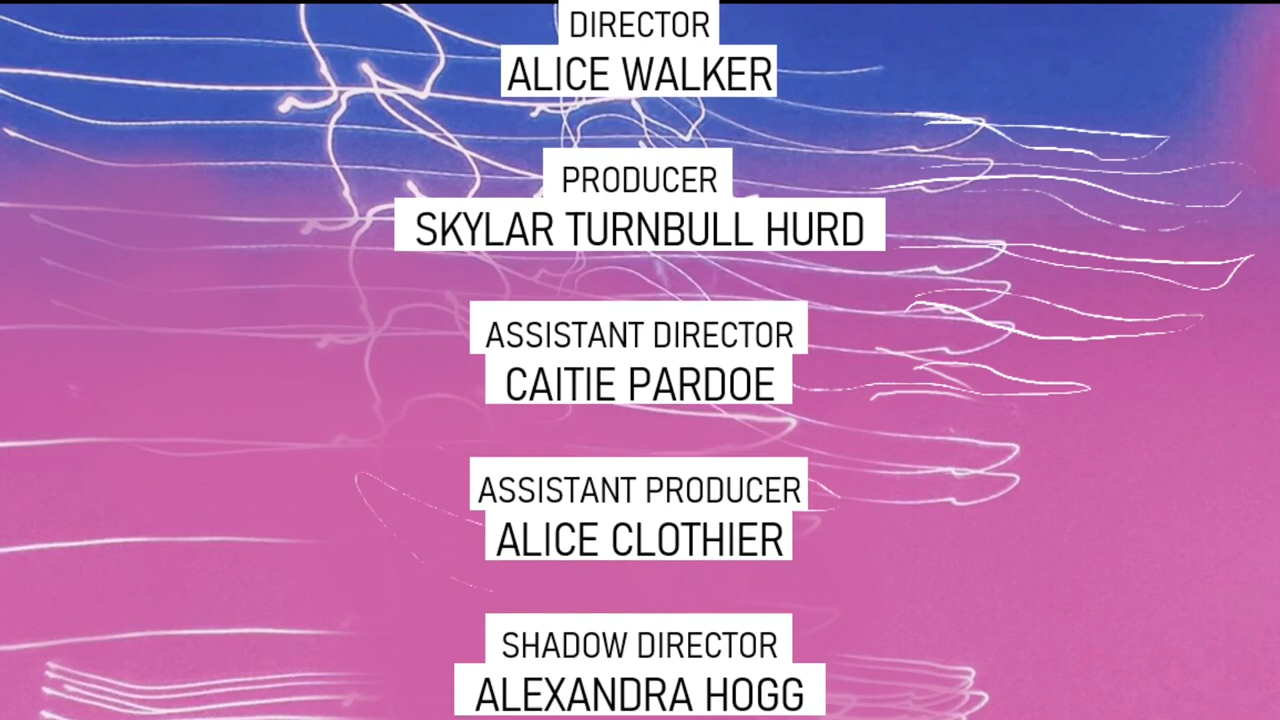 DIRECTOR
ALICE WALKER
PRODUCER
SKYLAR TURNBULL HURD
ASSISTANT DIRECTOR
CAITIE PARDOE
ASSISTANT PRODUCER
ALICE CLOTHIER
SHADOW DIRECTOR
ALEXANDRA HOGG